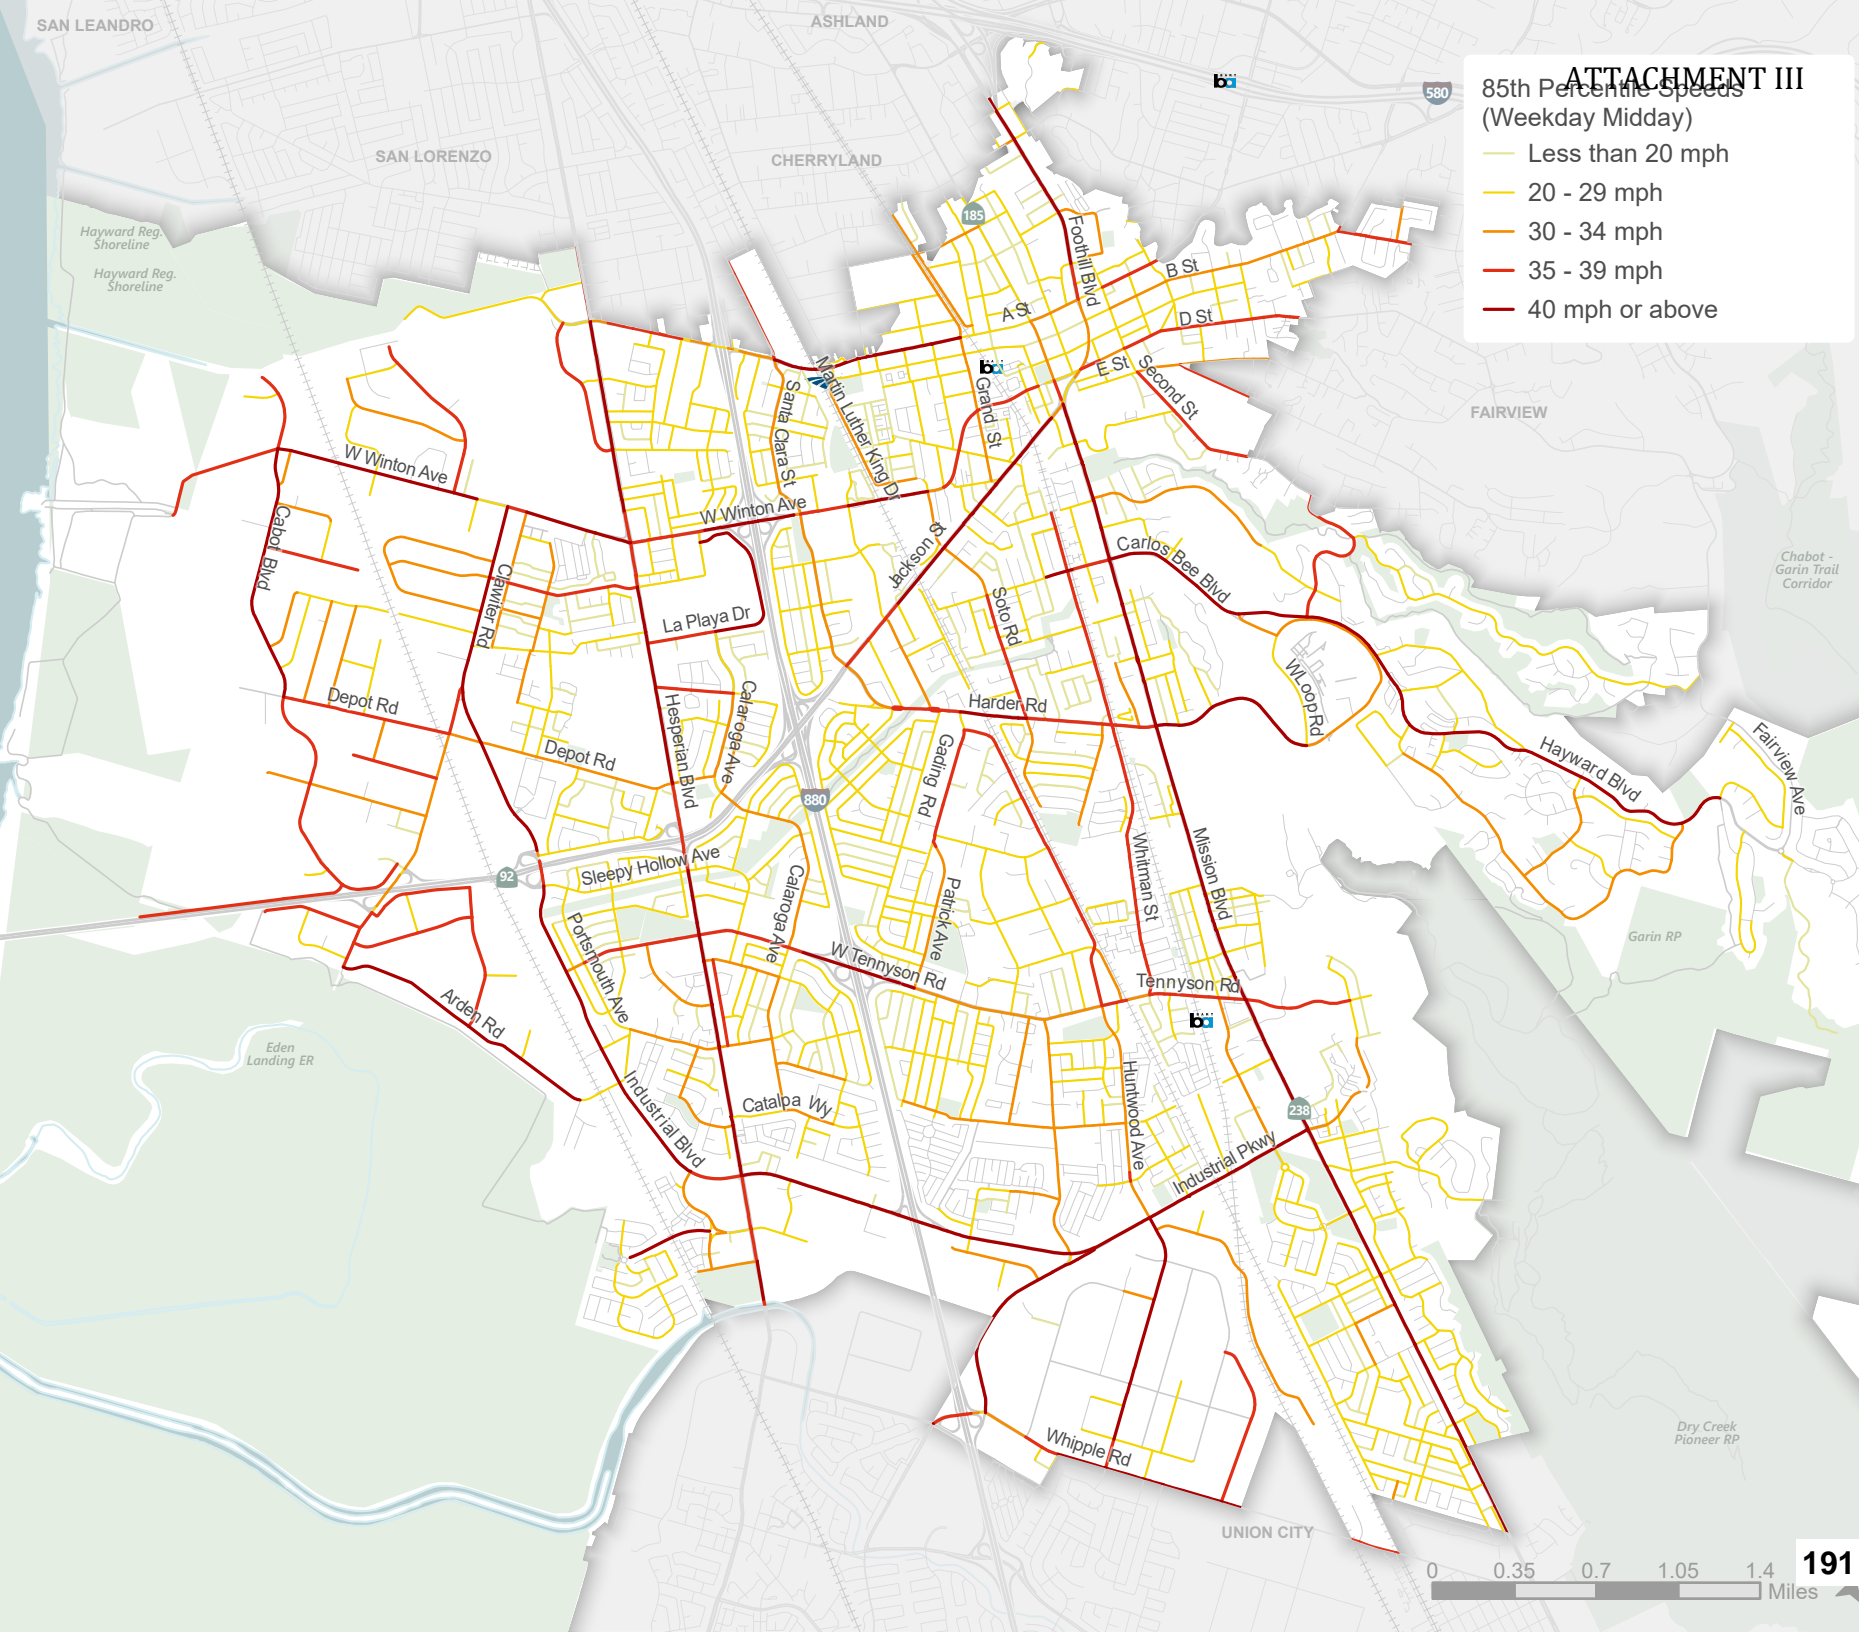 SAN LEANDRO
ASHLAND
580
ATTACHMENT III
85th Percentile Speeds
(Weekday Midday)
Less than 20 mph
20 - 29 mph
30 - 34 mph
35 - 39 mph
40 mph or above
SAN LORENZO
CHERRYLAND
185
Hayward Reg.
Shoreline
Hayward Reg.
Shoreline
Foothill Blvd
B St
A St
D St
E St
Second St
Grand St
Martin Luther King Dr
Santa Clara St
FAIRVIEW
W Winton Ave
W Winton Ave
Cabot Blvd
Clawiter Rd
Jackson St
Carlos Bee Blvd
Chabot -
Garin Trail
Corridor
La Playa Dr
Soto Rd
W Loop Rd
Depot Rd
Depot Rd
Hesperian Blvd
Calaroga Ave
Harder Rd
Gading Rd
Hayward Blvd
Fairview Ave
880
92
Sleepy Hollow Ave
Calaroga Ave
Patrick Ave
Whitman St
Mission Blvd
Portsmouth Ave
W Tennyson Rd
Tennyson Rd
Garin RP
Arden Rd
Eden
Landing ER
Industrial Blvd
Catalpa Wy
Huntwood Ave
238
Industrial Pkwy
Whipple Rd
Dry Creek
Pioneer RP
UNION CITY
0 0.35 0.7 1.05 1.4
Miles
191